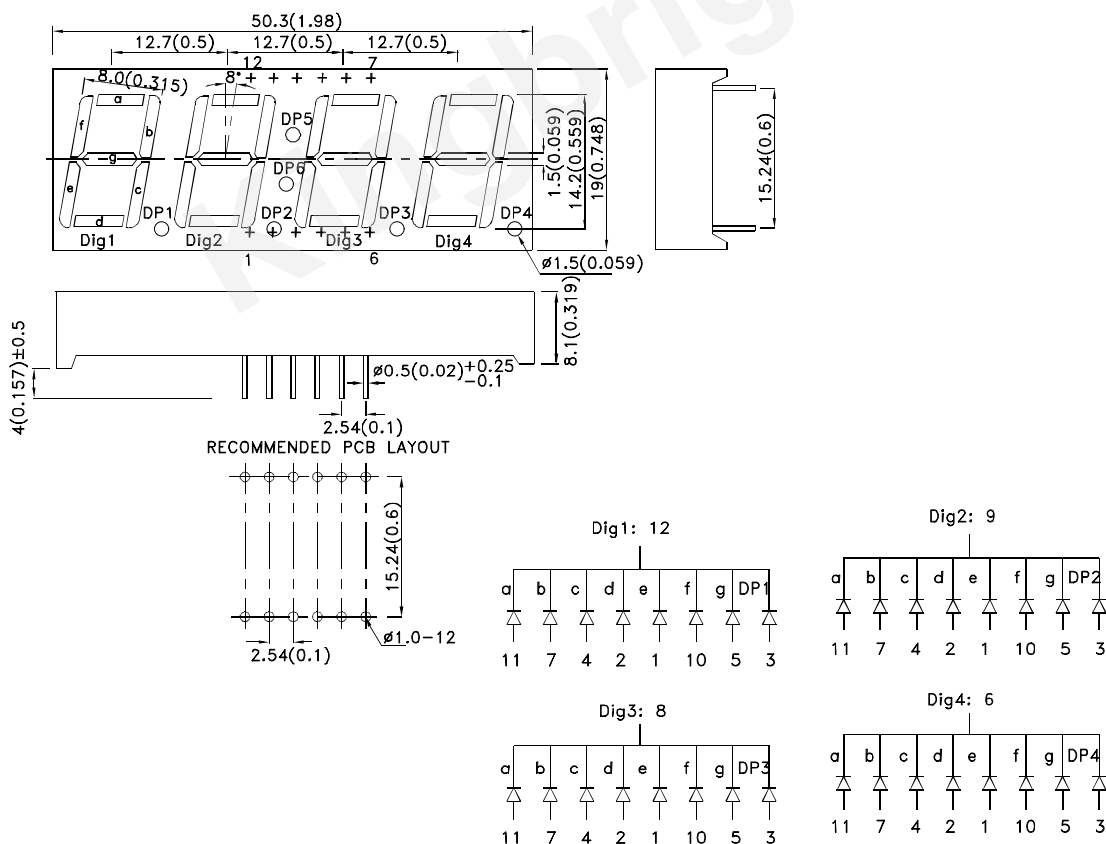 50.3(1.98)
12.7(0.5) 12.7(0.5) 12.7(0.5)
12 7
8.0(0.315) 8°
a
f b
g
e c
d
DP5
DP6
DP1 DP2 DP3 DP4
Dig1 Dig2 Dig3 Dig4
1 6
1.5(0.059)
14.2(0.559)
19(0.748)
ø1.5(0.059)
15.24(0.6)
8.1(0.319)
4(0.157)±0.5
ø0.5(0.02)+0.25
−0.1
2.54(0.1)
RECOMMENDED PCB LAYOUT
15.24(0.6)
ø1.0−12
2.54(0.1)
Dig1: 12
a b c d e f g DP1
11 7 4 2 1 10 5 3
Dig2: 9
a b c d e f g DP2
11 7 4 2 1 10 5 3
Dig3: 8
a b c d e f g DP3
11 7 4 2 1 10 5 3
Dig4: 6
a b c d e f g DP4
11 7 4 2 1 10 5 3
Kingbrig